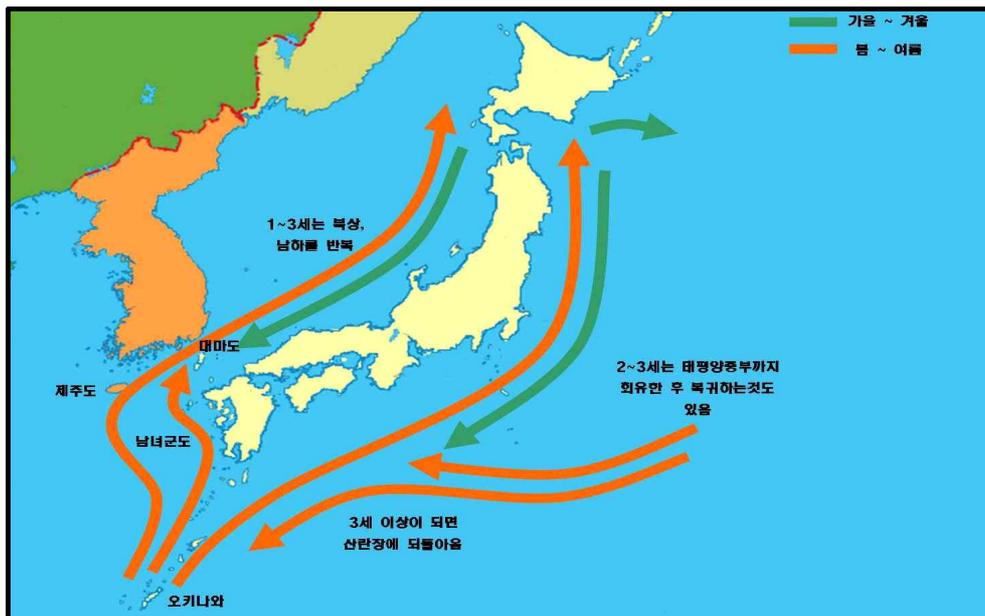 가을 ~ 겨울
봄 ~ 여름
1~3세는 북상,
남하를 반복
대마도
제주도
2~3세는 태평양중부까지
회유한 후 복귀하는것도
있음
남녀군도
3세 이상이 되면
산란장에 되돌아옴
오키나와